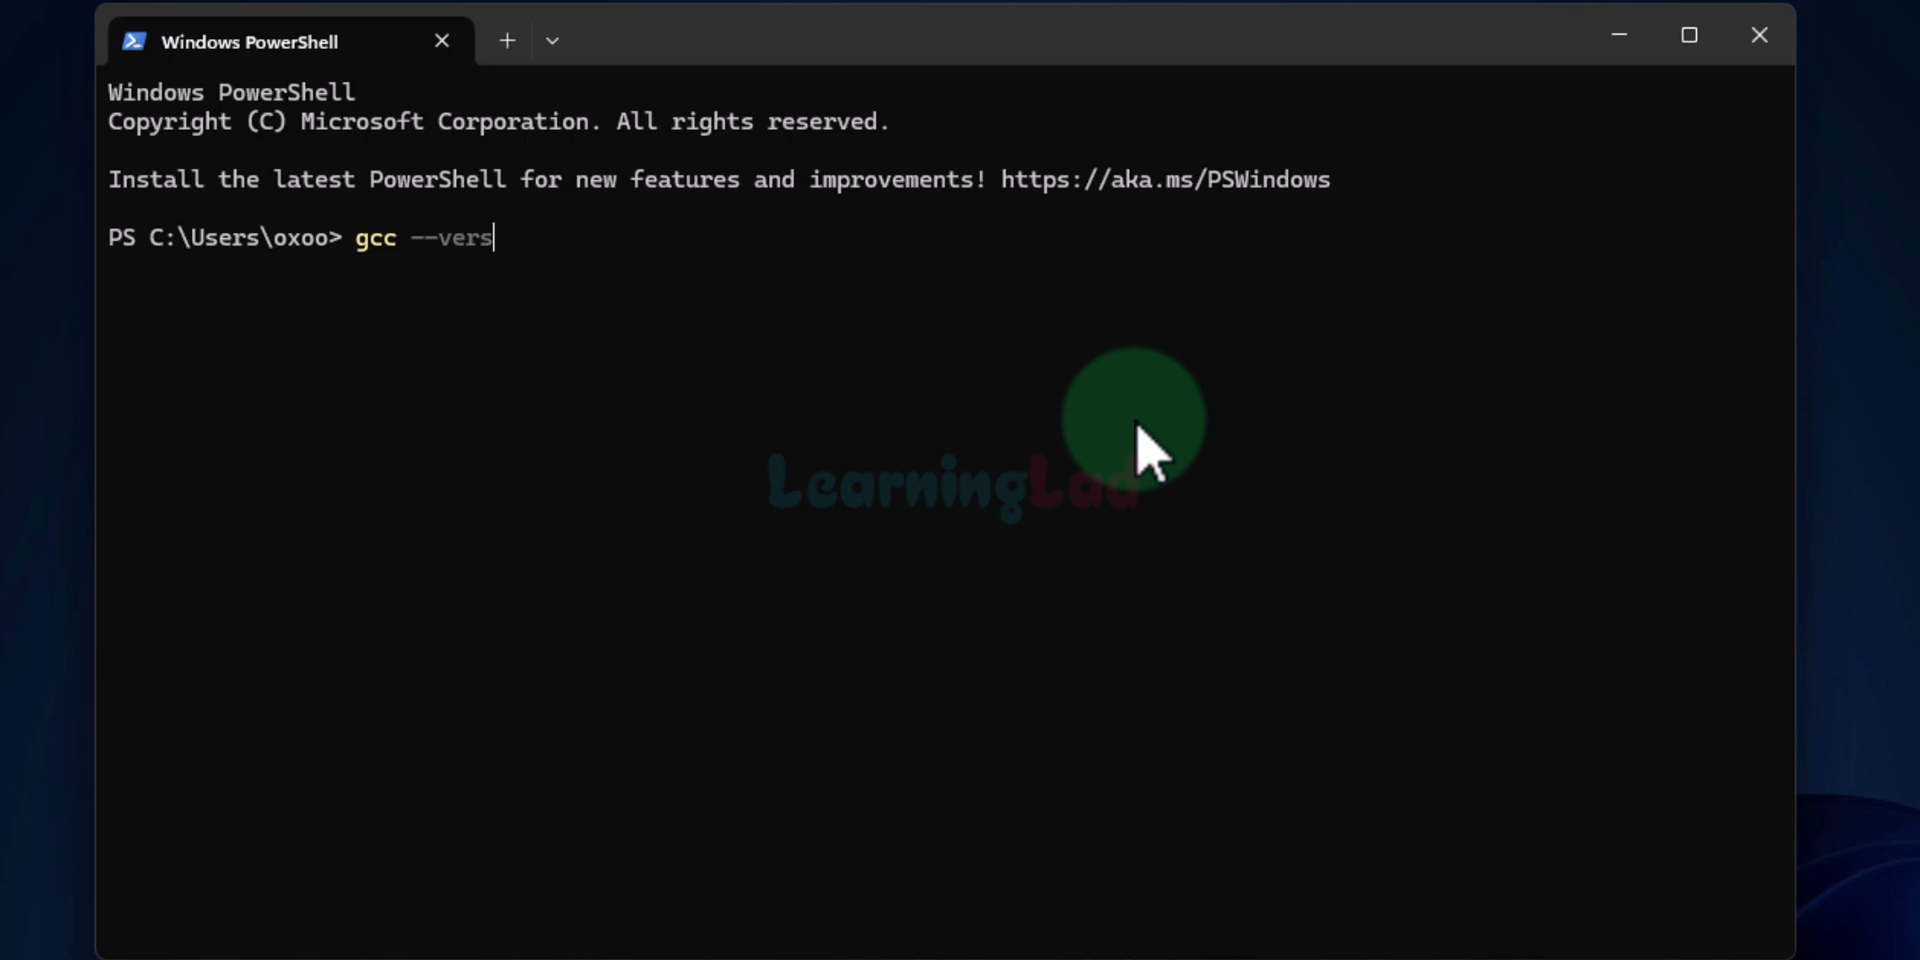 Windows PowerShell
Windows PowerShell
Copyright (C) Microsoft Corporation. All rights reserved.
Install the latest PowerShell for new features and improvements! https://aka.ms/PSWindows
PS C:\Users\oxoo> gcc --vers
LearningLad